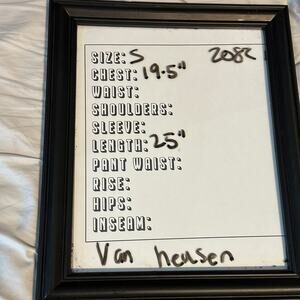 SIZE: S 2082
CHEST: 19.5"
WAIST:
SHOULDERS:
SLEEVE:
LENGTH: 25"
PANT WAIST:
RISE:
HIPS:
INSEAM:
Van heusen